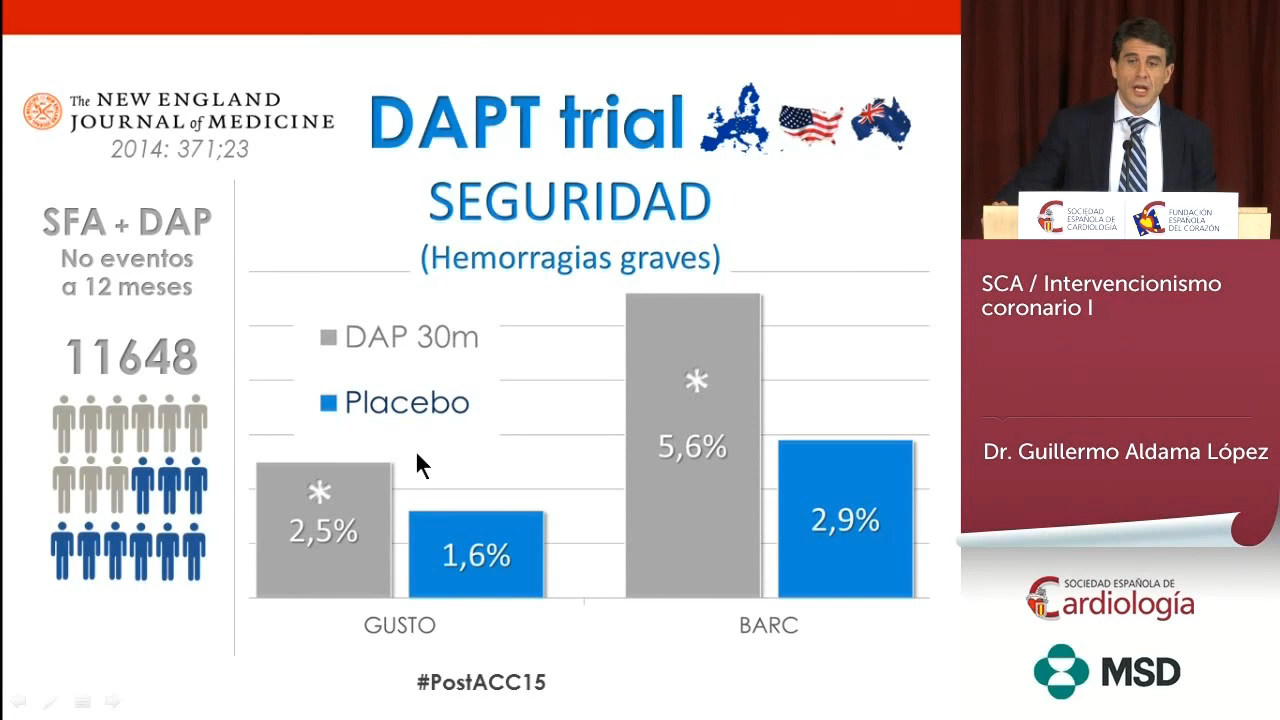 The NEW ENGLAND
JOURNAL of MEDICINE
2014: 371;23
DAPT trial
SEGURIDAD
(Hemorragias graves)
SFA + DAP
No eventos
a 12 meses
11648
DAP 30m
Placebo
*
2,5%
1,6%
*
5,6%
2,9%
GUSTO
BARC
#PostACC15
SOCIEDAD
ESPAÑOLA DE
CARDIOLOGÍA
FUNDACIÓN
ESPAÑOLA
DEL CORAZÓN
SCA / Intervencionismo
coronario I
Dr. Guillermo Aldama López
SOCIEDAD ESPAÑOLA DE
Cardiología
MSD